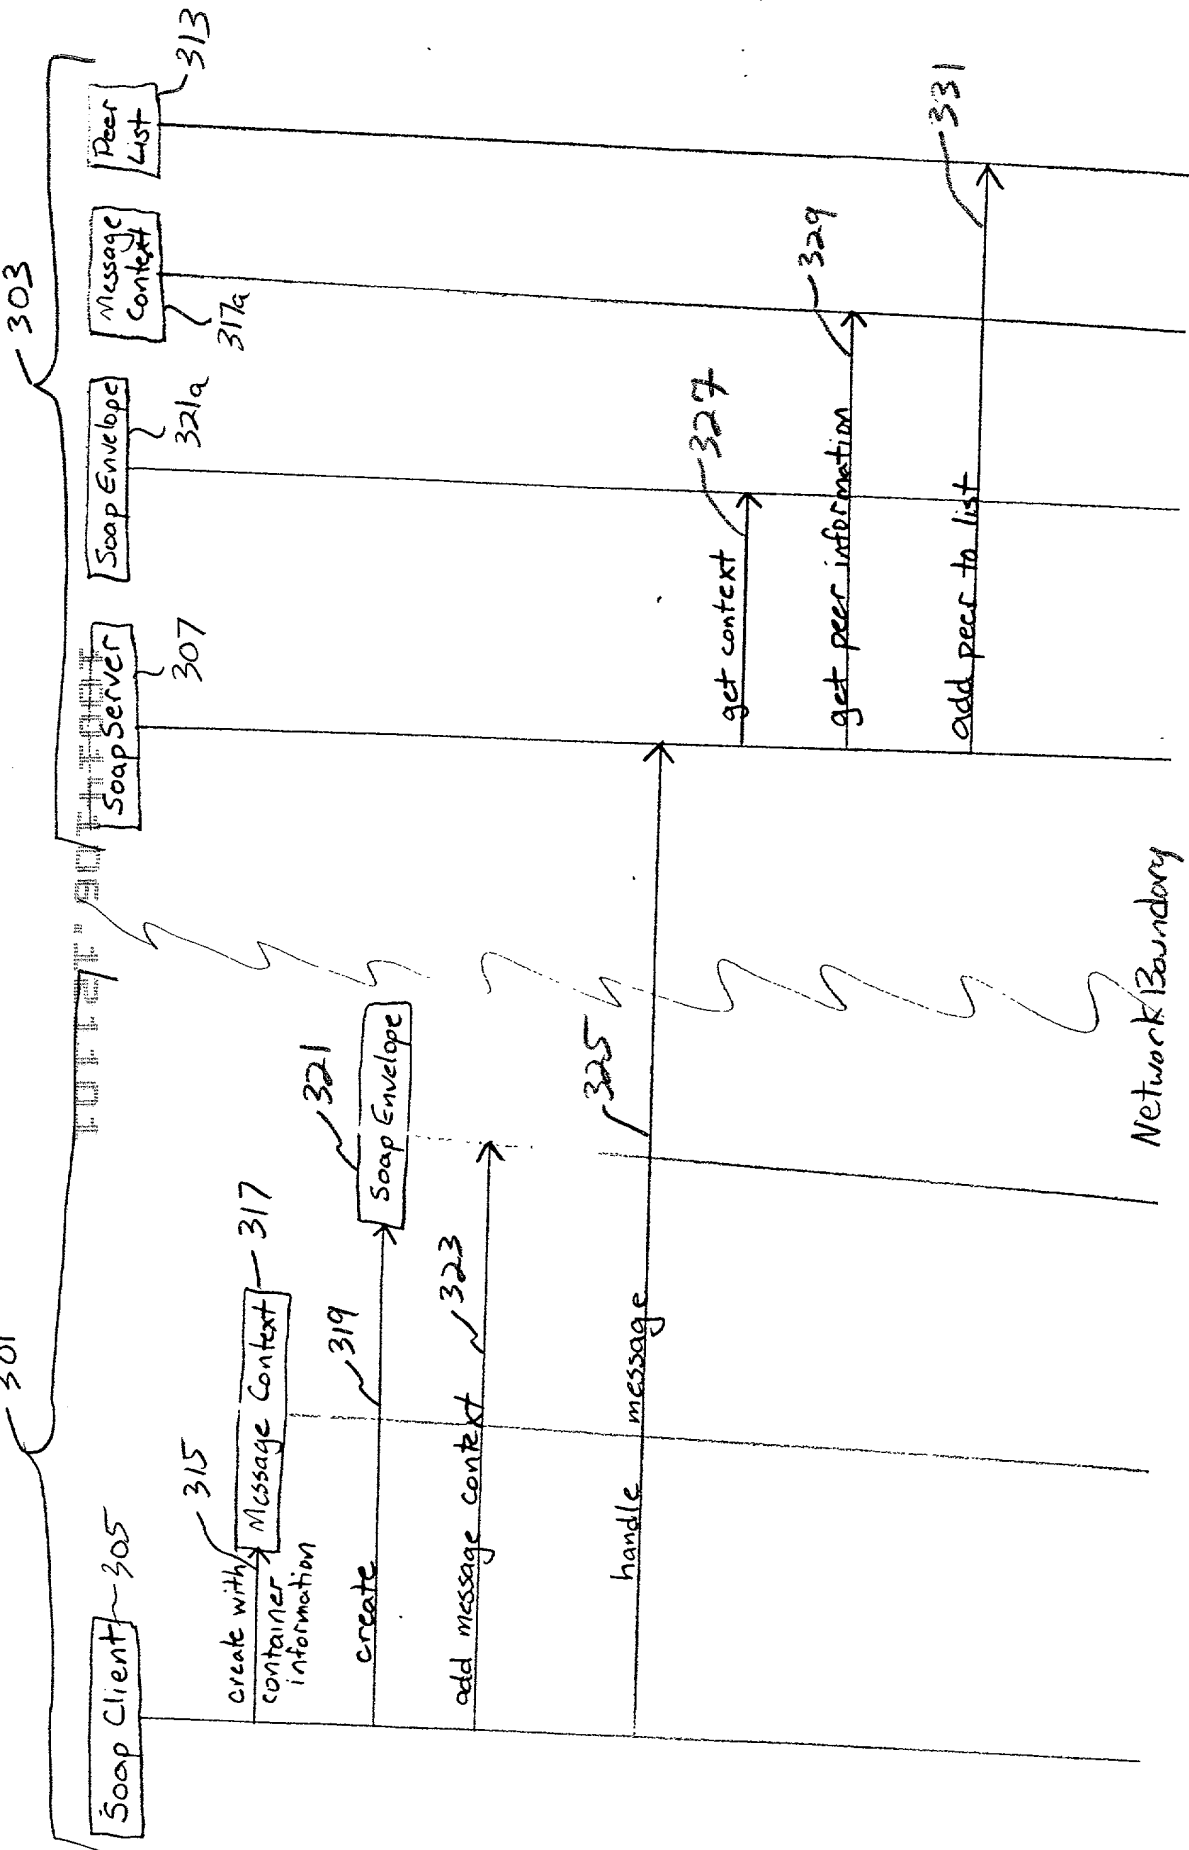 301
303
Soap Client
305
Soap Server
307
Soap Envelope
321a
Message
Context
317a
Peer
List
313
create with
container
information
315
Message Context
317
create
319
Soap Envelope
321
add message context
323
handle message
325
get context
327
get peer information
329
add peer to list
331
Network Boundary